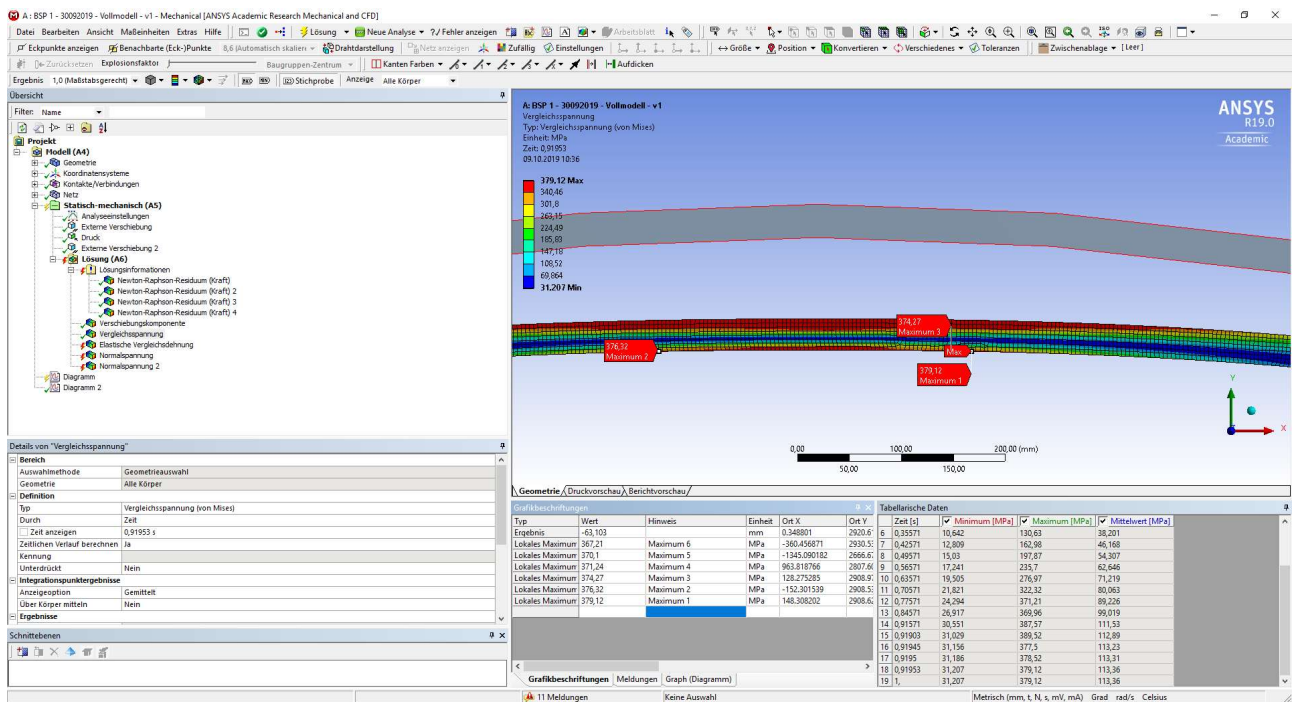 A : BSP 1 - 30092019 - Vollmodell - v1 - Mechanical [ANSYS Academic Research Mechanical and CFD]
Datei Bearbeiten Ansicht Maßeinheiten Extras Hilfe Lösung Neue Analyse ?/ Fehler anzeigen Arbeitsblatt
Eckpunkte anzeigen Benachbarte (Eck-)Punkte 8,6 (Automatisch skalier Drahtdarstellung Netz anzeigen Zufällig Einstellungen Größe Position Konvertieren Verschiedenes Toleranzen Zwischenablage [Leer]
Zurücksetzen Explosionsfaktor Baugruppen-Zentrum Kanten Farben Aufdicken
Ergebnis 1,0 (Maßstabsgerecht) Stichprobe Anzeige Alle Körper
Übersicht
Filter: Name
Projekt
Modell (A4)
Geometrie
Koordinatensysteme
Kontakte/Verbindungen
Netz
Statisch-mechanisch (A5)
Analyseeinstellungen
Externe Verschiebung
Druck
Externe Verschiebung 2
Lösung (A6)
Lösungsinformationen
Newton-Raphson-Residuum (Kraft)
Newton-Raphson-Residuum (Kraft) 2
Newton-Raphson-Residuum (Kraft) 3
Newton-Raphson-Residuum (Kraft) 4
Verschiebungskomponente
Vergleichsspannung
Elastische Vergleichsdehnung
Normalspannung
Normalspannung 2
Diagramm
Diagramm 2
Details von "Vergleichsspannung"
Bereich
Auswahlmethode Geometrieauswahl
Geometrie Alle Körper
Definition
Typ Vergleichsspannung (von Mises)
Durch Zeit
Zeit anzeigen 0,91953 s
Zeitlichen Verlauf berechnen Ja
Kennung
Unterdrückt Nein
Integrationspunktergebnisse
Anzeigeoption Gemittelt
Über Körper mitteln Nein
Ergebnisse
Schnittebenen
A: BSP 1 - 30092019 - Vollmodell - v1
Vergleichsspannung
Typ: Vergleichsspannung (von Mises)
Einheit: MPa
Zeit: 0,91953
09.10.2019 10:36
379,12 Max
340,46
301,8
263,15
224,49
185,83
147,18
108,52
69,864
31,207 Min
ANSYS
R19.0
Academic
374,27
Maximum 3
376,32
Maximum 2
Max
379,12
Maximum 1
Y
X
0,00 100,00 200,00 (mm)
50,00 150,00
Geometrie Druckvorschau Berichtvorschau
Grafikbeschriftungen
Typ Wert Hinweis Einheit Ort X Ort Y
Ergebnis -63,103 mm 0.348801 2920.6
Lokales Maximum 367,21 Maximum 6 MPa -360.456871 2930.5
Lokales Maximum 370,1 Maximum 5 MPa -1345.090182 2666.6
Lokales Maximum 371,24 Maximum 4 MPa 963.818766 2807.6
Lokales Maximum 374,27 Maximum 3 MPa 128.275285 2908.9
Lokales Maximum 376,32 Maximum 2 MPa -152.301539 2908.5
Lokales Maximum 379,12 Maximum 1 MPa 148.308202 2908.6
Grafikbeschriftungen Meldungen Graph (Diagramm)
Tabellarische Daten
Zeit [s] Minimum [MPa] Maximum [MPa] Mittelwert [MPa]
6 0,35571 10,642 130,63 38,201
7 0,42571 12,809 162,98 46,168
8 0,49571 15,03 197,87 54,307
9 0,56571 17,241 235,7 62,646
10 0,63571 19,505 276,97 71,219
11 0,70571 21,821 322,32 80,063
12 0,77571 24,294 371,21 89,226
13 0,84571 26,917 369,96 99,019
14 0,91571 30,551 387,57 111,53
15 0,91903 31,029 389,52 112,89
16 0,91945 31,156 377,5 113,23
17 0,9195 31,186 378,52 113,31
18 0,91953 31,207 379,12 113,36
19 1, 31,207 379,12 113,36
11 Meldungen Keine Auswahl Metrisch (mm, t, N, s, mV, mA) Grad rad/s Celsius